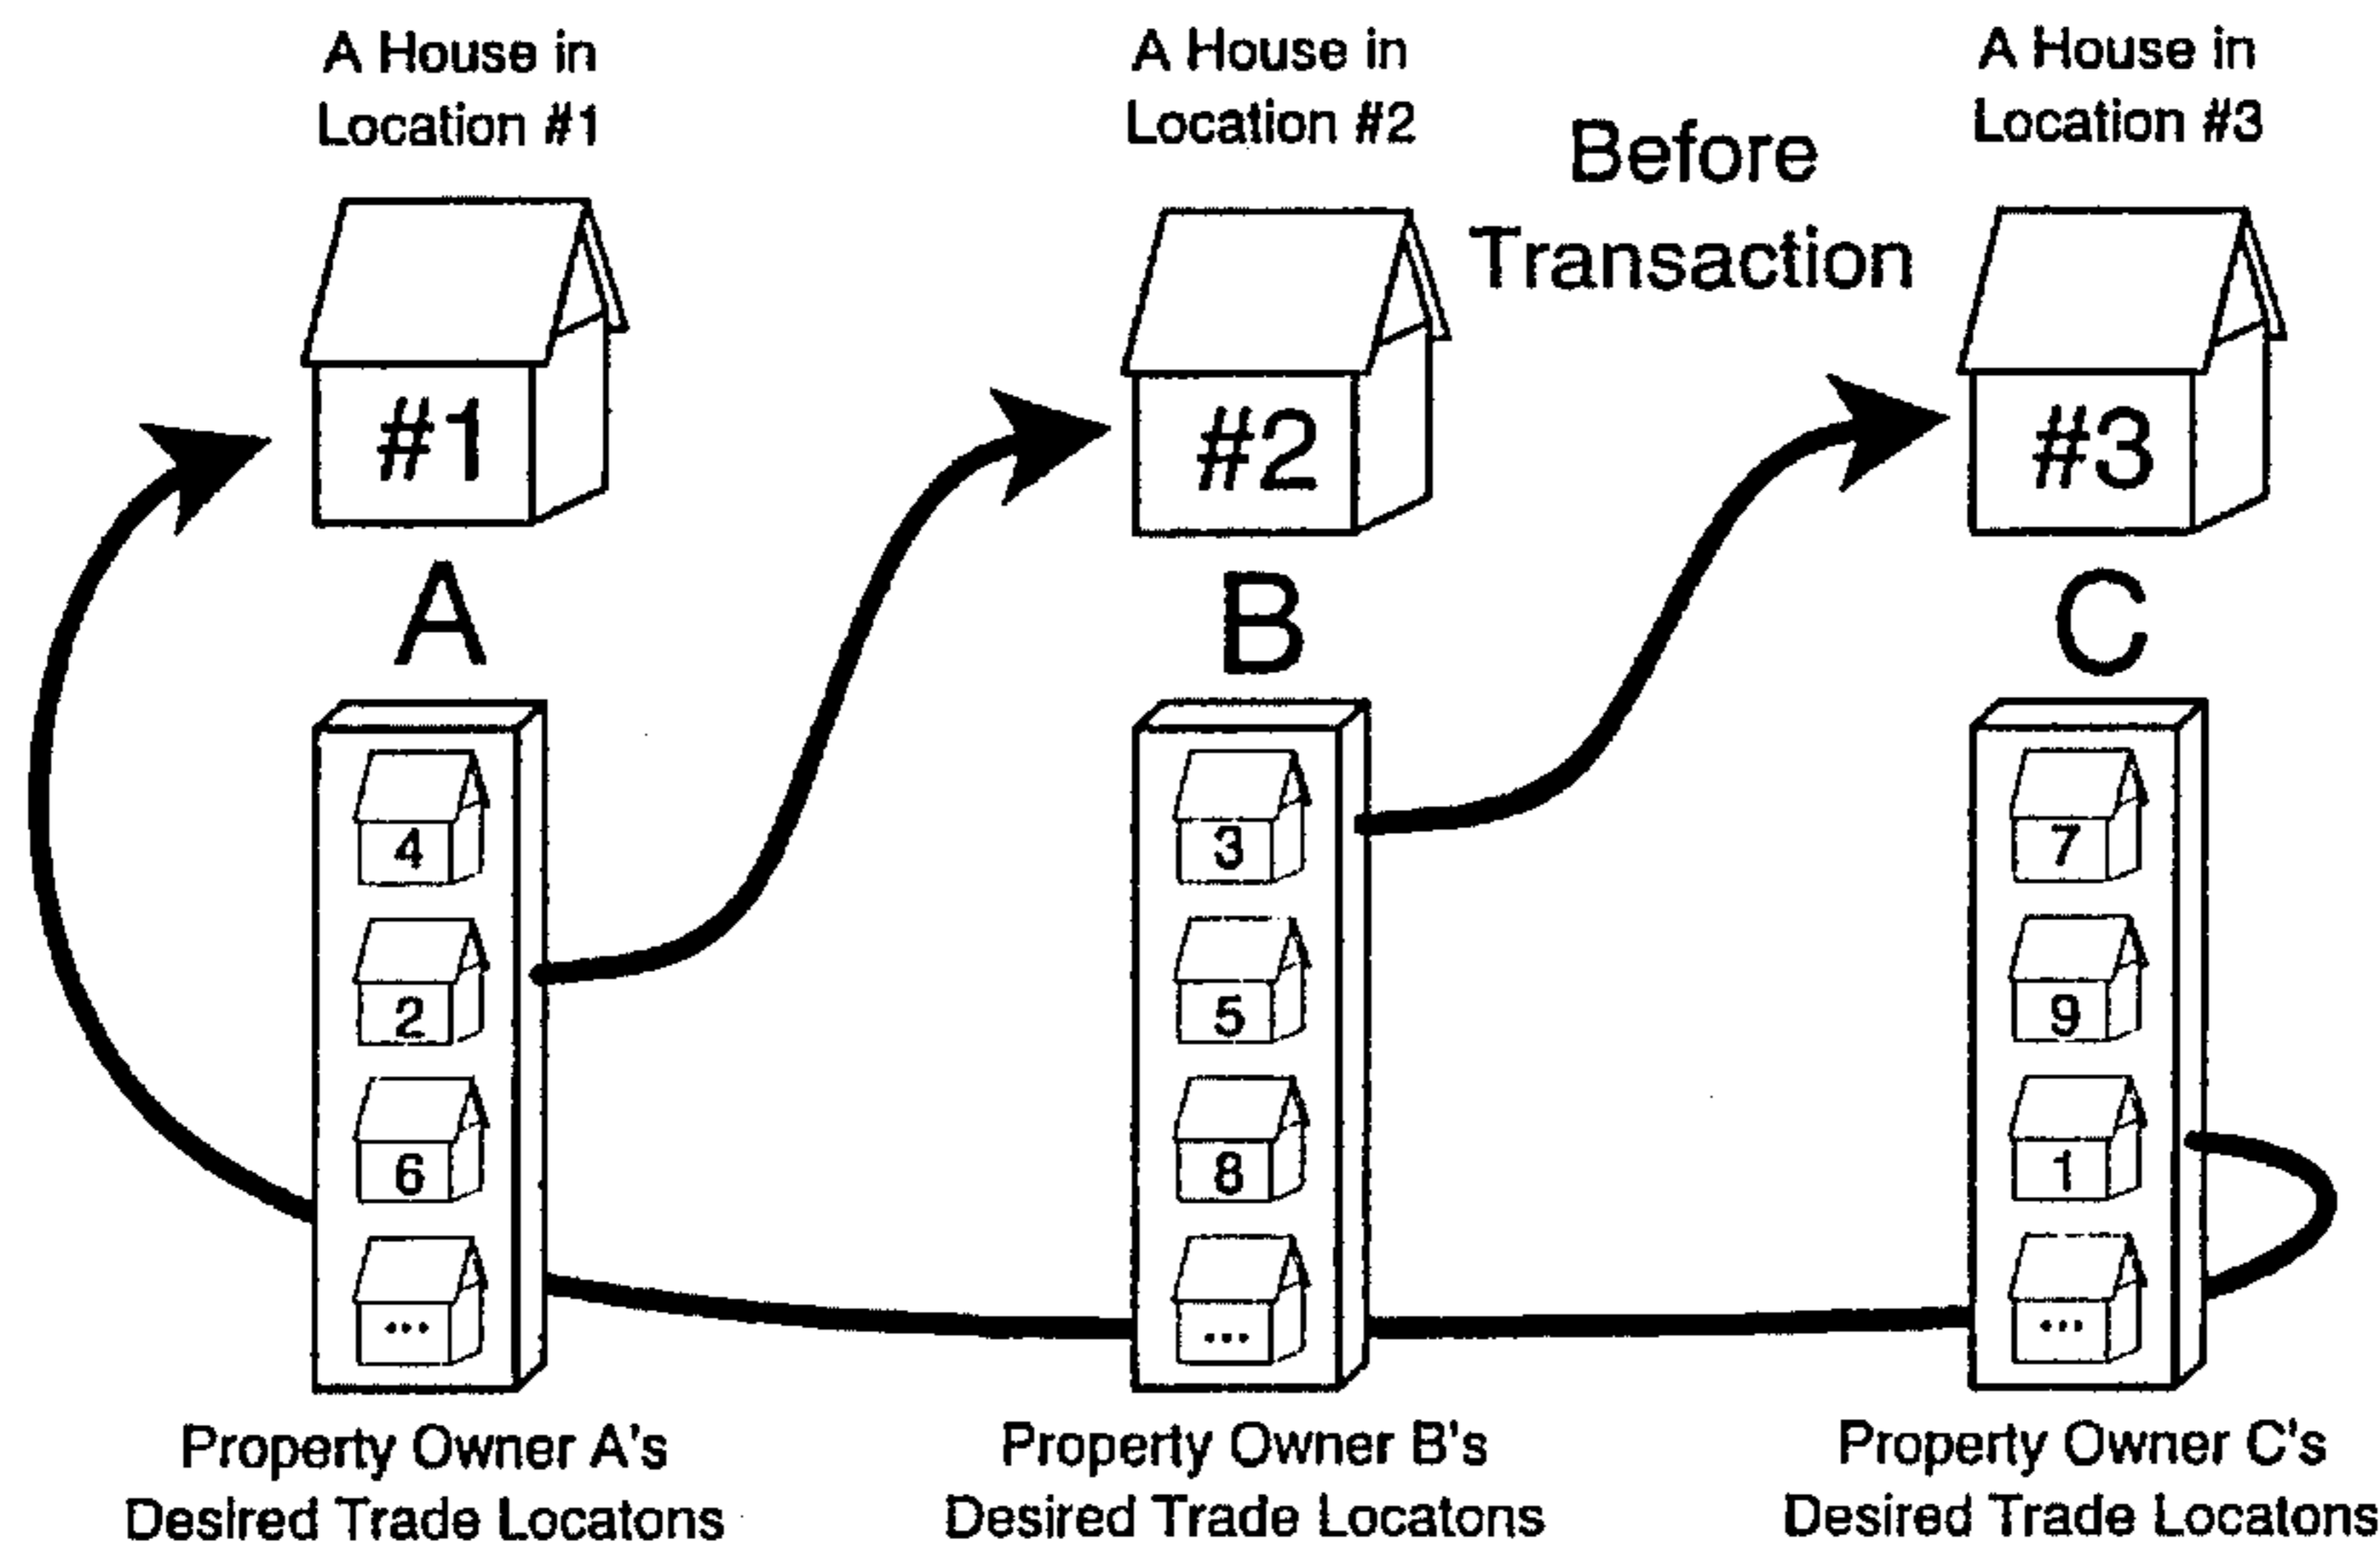 A House in
Location #1
A House in
Location #2
A House in
Location #3
Before
Transaction
#1
#2
#3
A
B
C
4
2
6
...
3
5
8
...
7
9
1
...
Property Owner A's
Desired Trade Locatons
Property Owner B's
Desired Trade Locatons
Property Owner C's
Desired Trade Locatons